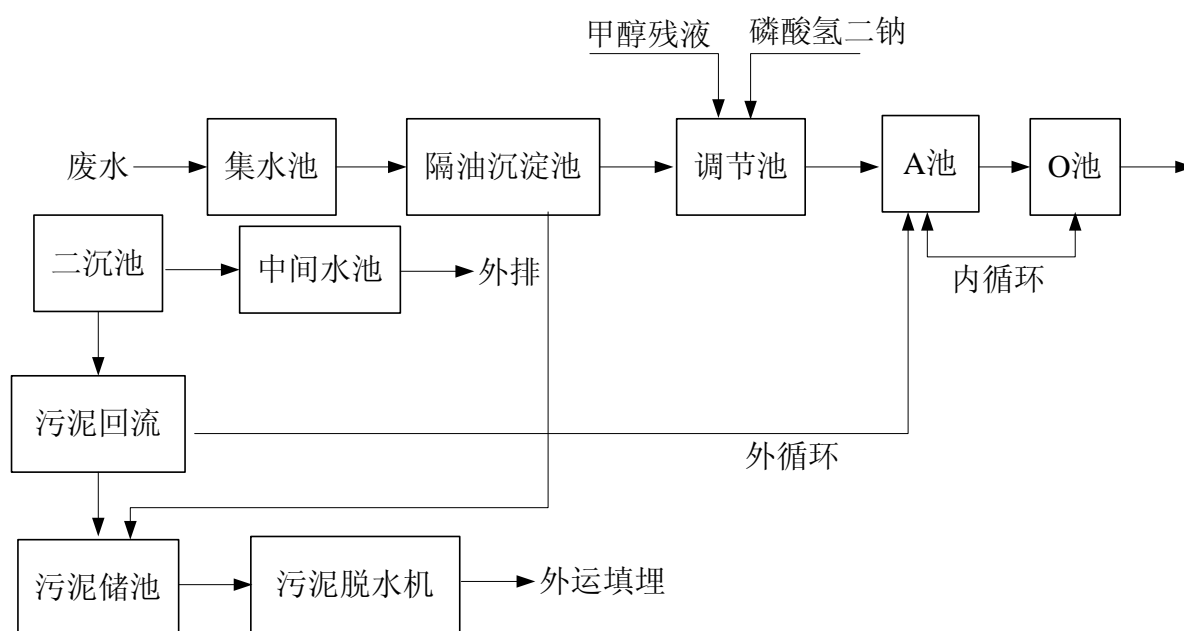 甲醇残液
磷酸氢二钠
废水
集水池
隔油沉淀池
调节池
A池
O池
二沉池
中间水池
外排
内循环
污泥回流
外循环
污泥储池
污泥脱水机
外运填埋